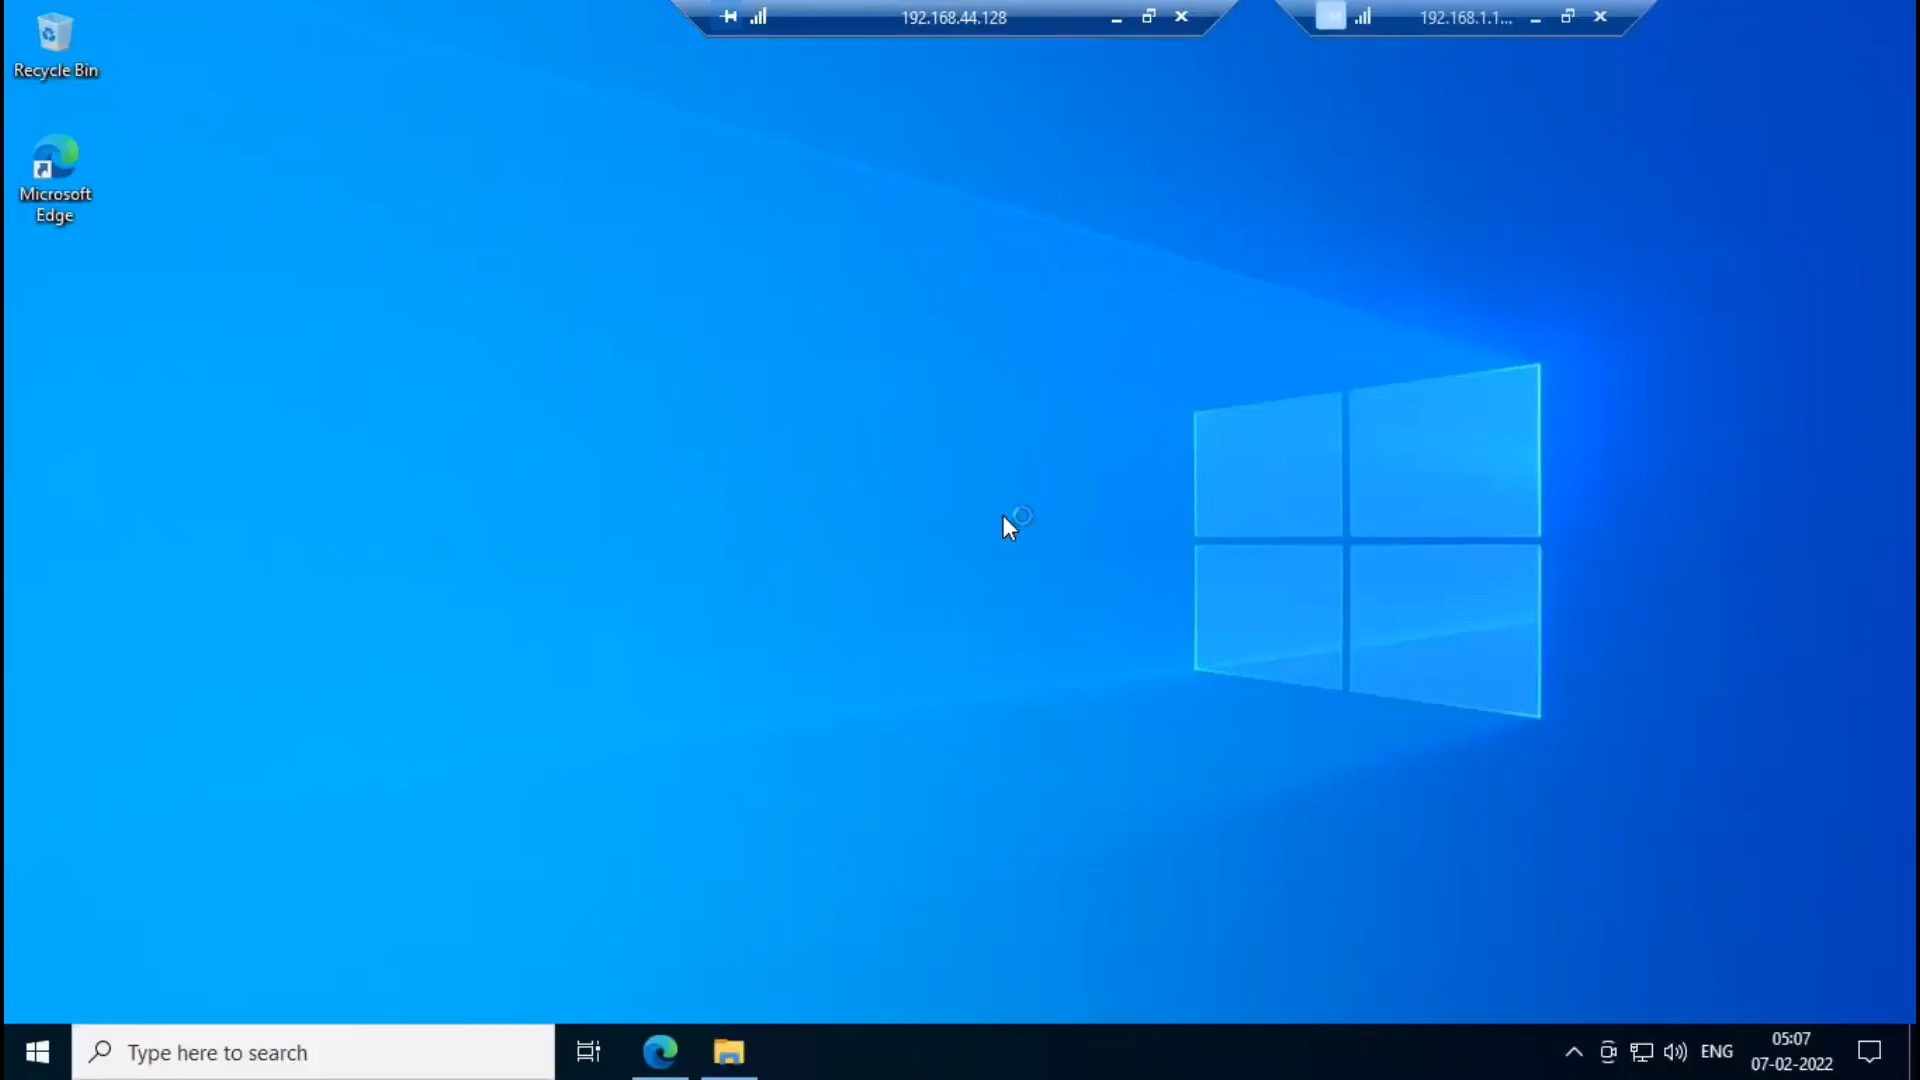 192.168.44.128
192.168.1.1...
Recycle Bin
Microsoft
Edge
Type here to search
ENG
05:07
07-02-2022